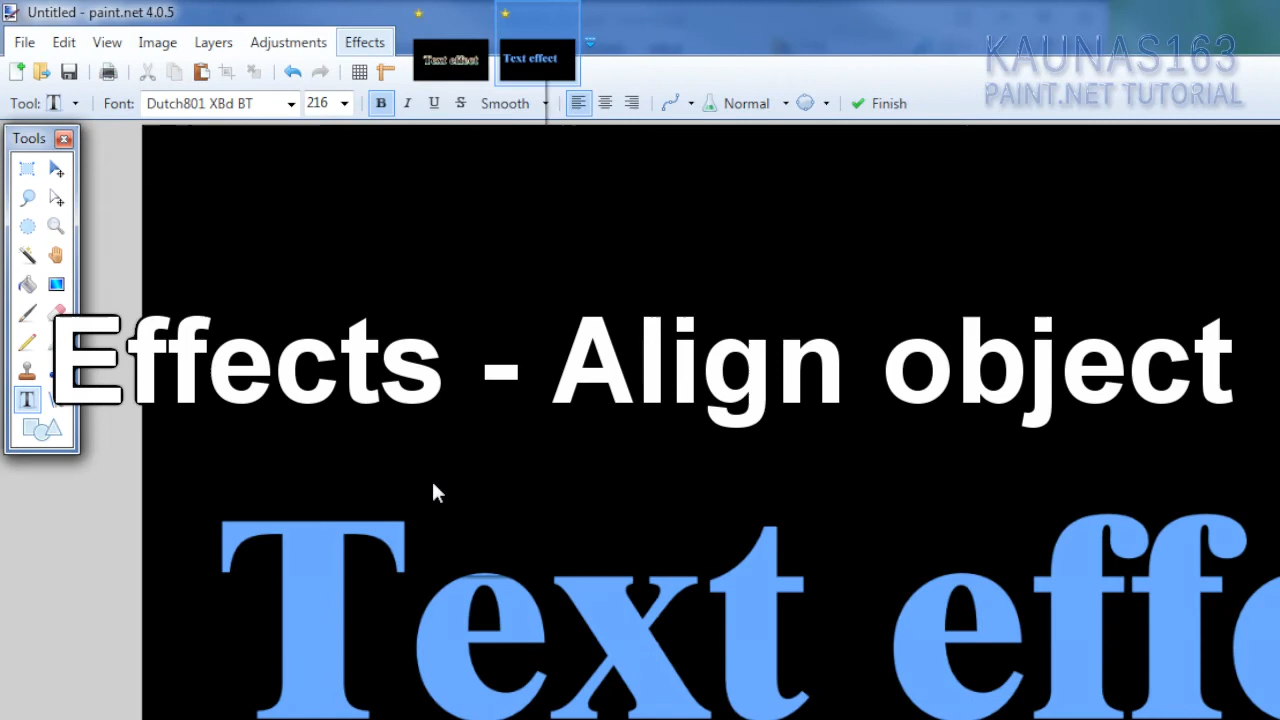 Untitled - paint.net 4.0.5
File Edit View Image Layers Adjustments Effects
Text effect
Text effect
KAUNAS163
PAINT.NET TUTORIAL
Tool: T Font: Dutch801 XBd BT 216 B I U S Smooth Normal Finish
Tools
T
Effects - Align object
Text effe